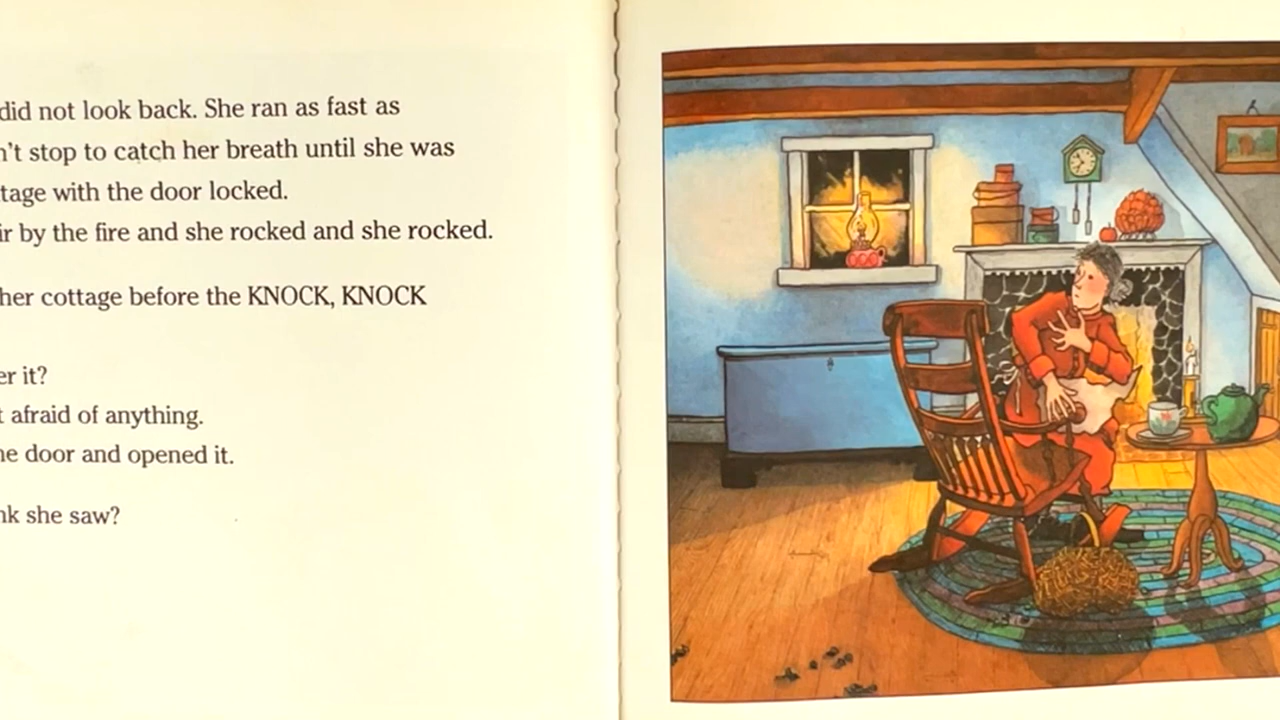 did not look back. She ran as fast as
n't stop to catch her breath until she was
tage with the door locked.
ir by the fire and she rocked and she rocked.
her cottage before the KNOCK, KNOCK
er it?
t afraid of anything.
ne door and opened it.
nk she saw?